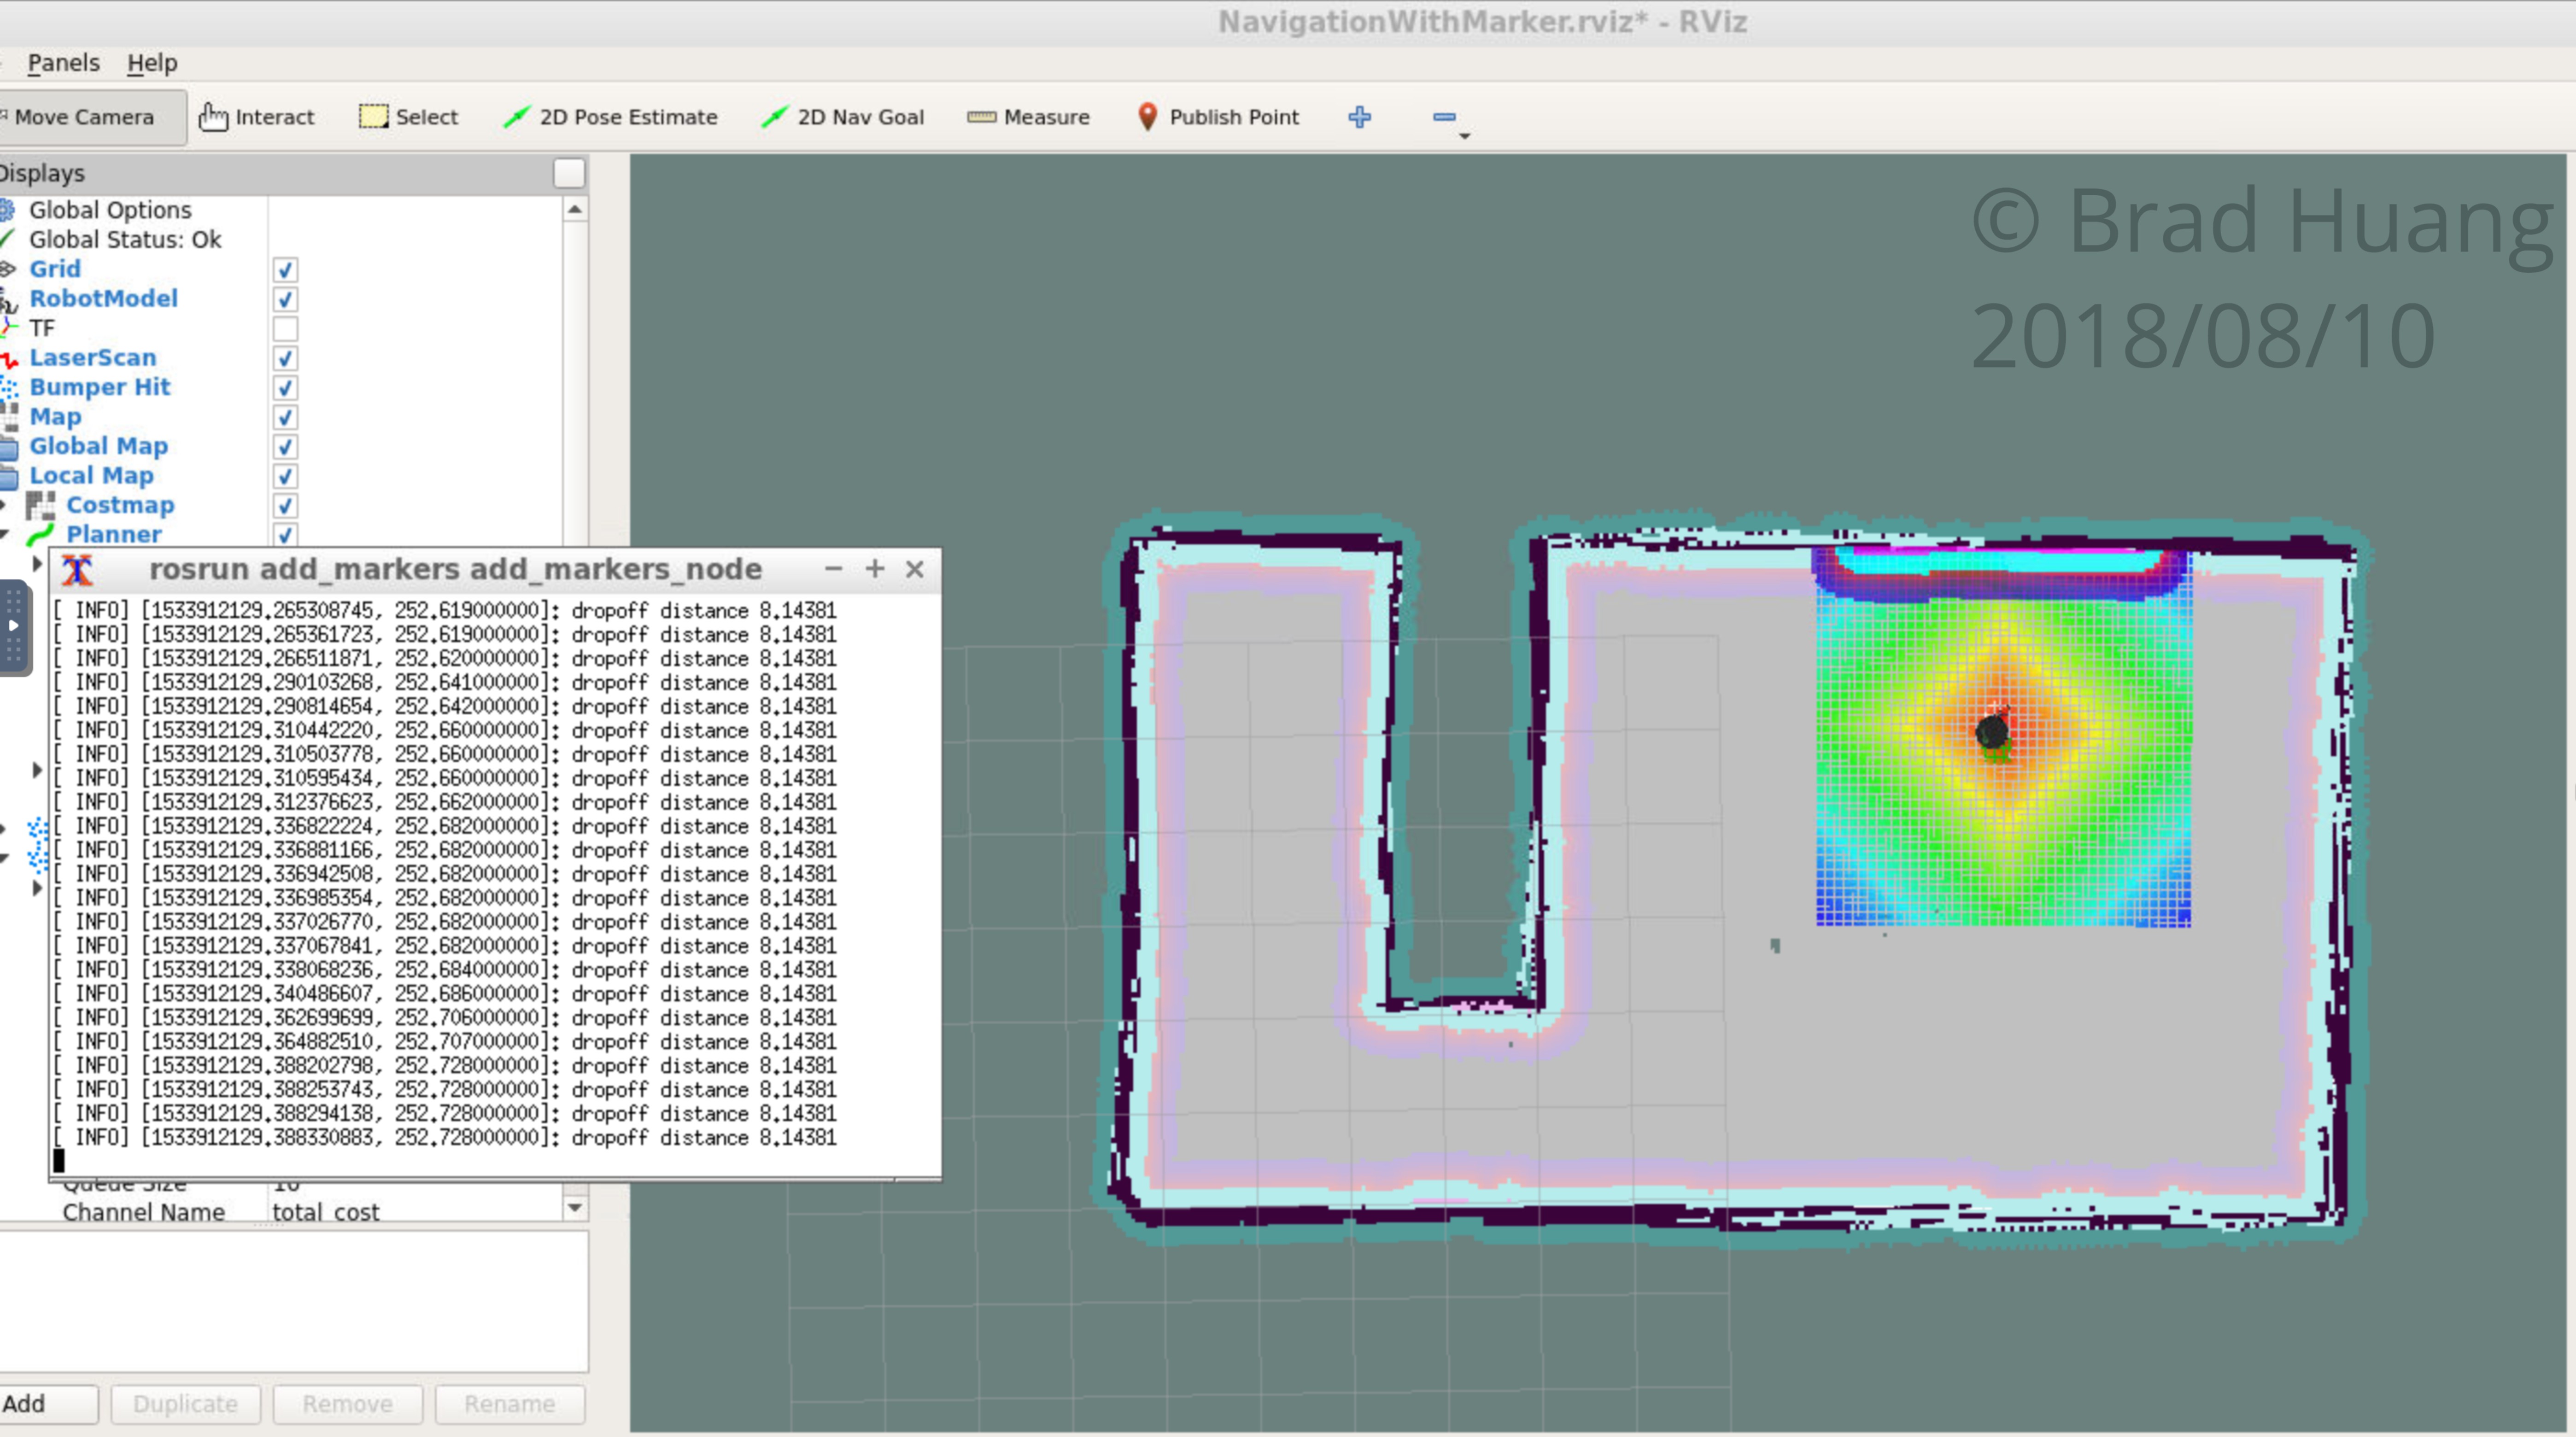 NavigationWithMarker.rviz* - RViz
Panels Help
Move Camera Interact Select 2D Pose Estimate 2D Nav Goal Measure Publish Point
Displays
© Brad Huang
2018/08/10
Global Options
Global Status: Ok
Grid
RobotModel
TF
LaserScan
Bumper Hit
Map
Global Map
Local Map
Costmap
Planner
rosrun add_markers add_markers_node
[ INFO] [1533912129.265308745, 252.619000000]: dropoff distance 8.14381
[ INFO] [1533912129.265361723, 252.619000000]: dropoff distance 8.14381
[ INFO] [1533912129.266511871, 252.620000000]: dropoff distance 8.14381
[ INFO] [1533912129.290103268, 252.641000000]: dropoff distance 8.14381
[ INFO] [1533912129.290814654, 252.642000000]: dropoff distance 8.14381
[ INFO] [1533912129.310442220, 252.660000000]: dropoff distance 8.14381
[ INFO] [1533912129.310503778, 252.660000000]: dropoff distance 8.14381
[ INFO] [1533912129.310595434, 252.660000000]: dropoff distance 8.14381
[ INFO] [1533912129.312376623, 252.662000000]: dropoff distance 8.14381
[ INFO] [1533912129.336822224, 252.682000000]: dropoff distance 8.14381
[ INFO] [1533912129.336881166, 252.682000000]: dropoff distance 8.14381
[ INFO] [1533912129.336942508, 252.682000000]: dropoff distance 8.14381
[ INFO] [1533912129.336985354, 252.682000000]: dropoff distance 8.14381
[ INFO] [1533912129.337026770, 252.682000000]: dropoff distance 8.14381
[ INFO] [1533912129.337067841, 252.682000000]: dropoff distance 8.14381
[ INFO] [1533912129.338068236, 252.684000000]: dropoff distance 8.14381
[ INFO] [1533912129.340486607, 252.686000000]: dropoff distance 8.14381
[ INFO] [1533912129.362699699, 252.706000000]: dropoff distance 8.14381
[ INFO] [1533912129.364882510, 252.707000000]: dropoff distance 8.14381
[ INFO] [1533912129.388202798, 252.728000000]: dropoff distance 8.14381
[ INFO] [1533912129.388253743, 252.728000000]: dropoff distance 8.14381
[ INFO] [1533912129.388294138, 252.728000000]: dropoff distance 8.14381
[ INFO] [1533912129.388330883, 252.728000000]: dropoff distance 8.14381
Queue Size 10
Channel Name total_cost
Add Duplicate Remove Rename